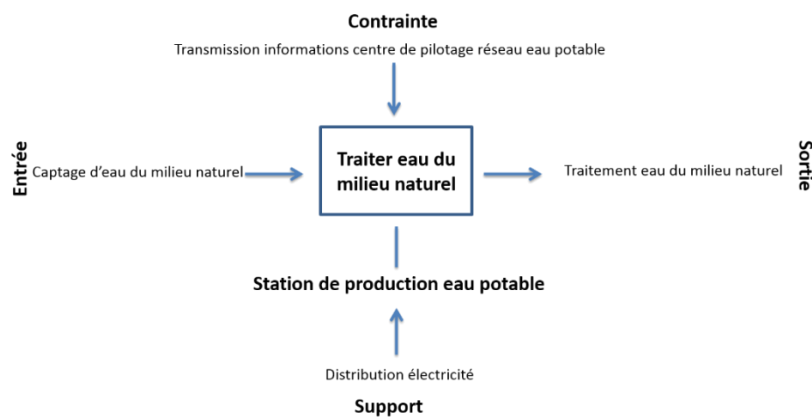 Contrainte
Transmission informations centre de pilotage réseau eau potable
Entrée
Captage d'eau du milieu naturel
Traiter eau du
milieu naturel
Traitement eau du milieu naturel
Sortie
Station de production eau potable
Distribution électricité
Support